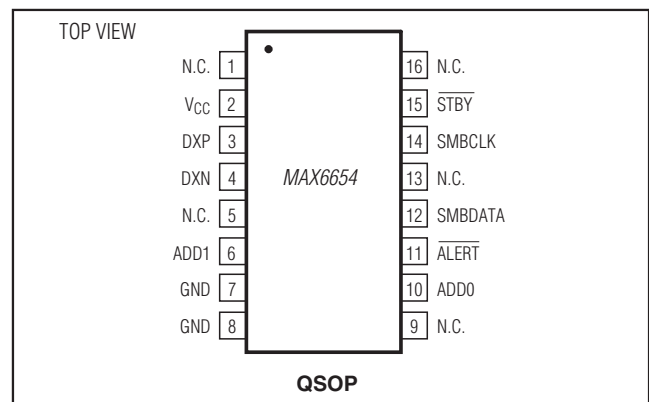 TOP VIEW
N.C. 1 16 N.C.
VCC 2 15 STBY
DXP 3 14 SMBCLK
DXN 4 MAX6654 13 N.C.
N.C. 5 12 SMBDATA
ADD1 6 11 ALERT
GND 7 10 ADD0
GND 8 9 N.C.
QSOP